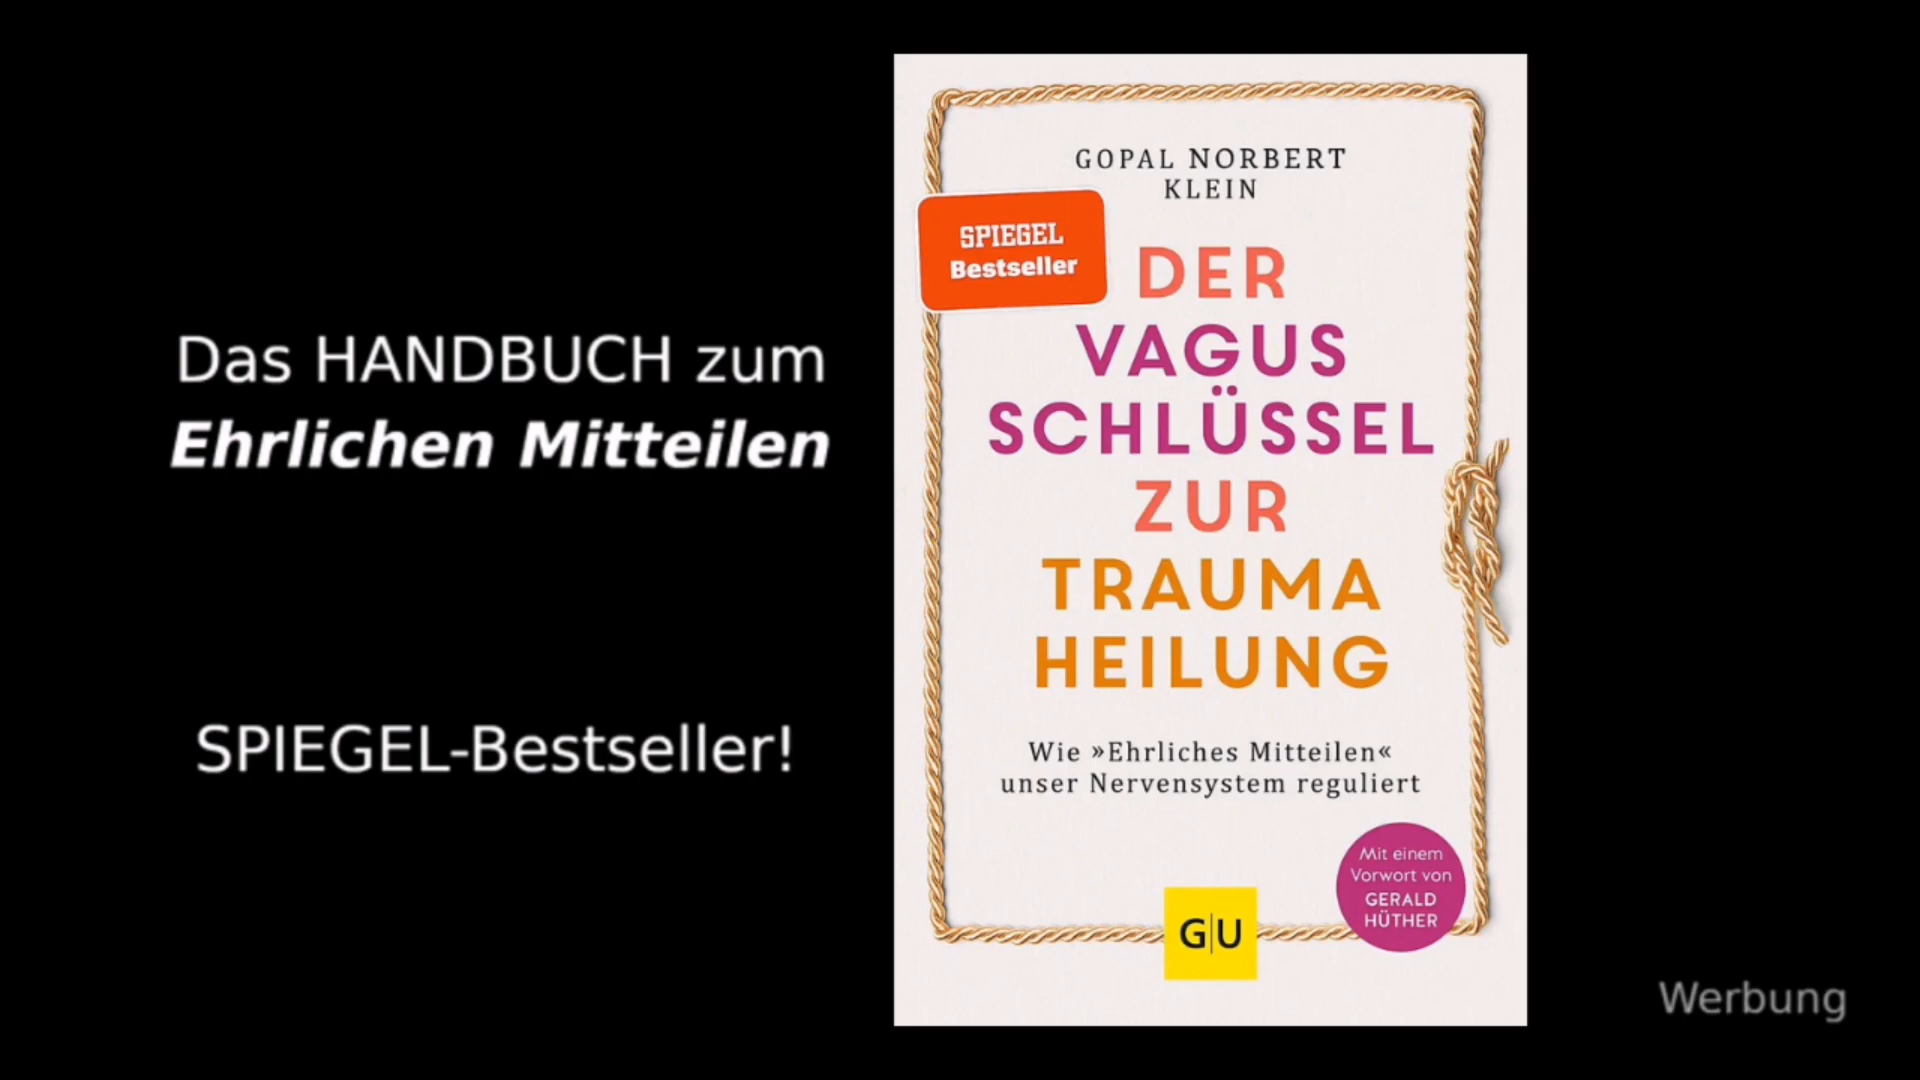 Das HANDBUCH zum
Ehrlichen Mitteilen
SPIEGEL-Bestseller!
GOPAL NORBERT
KLEIN
SPIEGEL
Bestseller
DER
VAGUS
SCHLÜSSEL
ZUR
TRAUMA
HEILUNG
Wie »Ehrliches Mitteilen«
unser Nervensystem reguliert
Mit einem
Vorwort von
GERALD
HÜTHER
G|U
Werbung